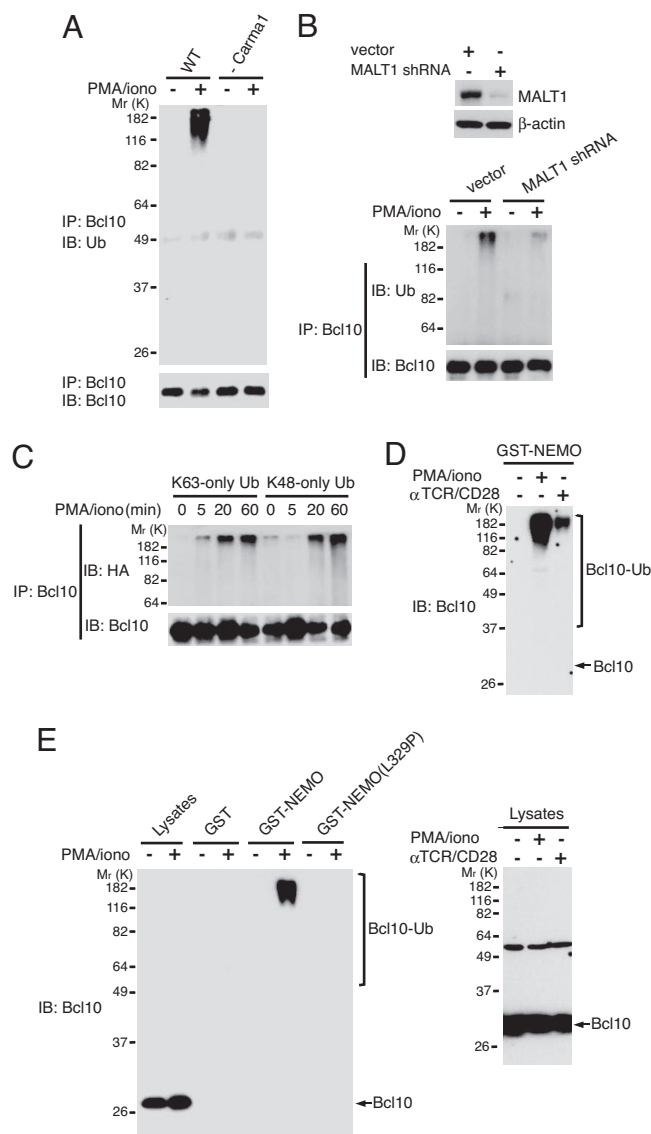 A
WT
- Carma1
PMA/iono - + - +
Mr (K)
182
116
82
64
49
37
26
IP: Bcl10
IB: Ub
IP: Bcl10
IB: Bcl10
B
vector + -
MALT1 shRNA - +
MALT1
β-actin
vector
MALT1 shRNA
PMA/iono - + - +
Mr (K)
182
116
82
64
IB: Ub
IP: Bcl10
IB: Bcl10
C
K63-only Ub K48-only Ub
PMA/iono (min) 0 5 20 60 0 5 20 60
Mr (K)
182
116
82
64
IB: HA
IP: Bcl10
IB: Bcl10
D
GST-NEMO
PMA/iono - + -
αTCR/CD28 - - +
Mr (K)
182
116
82
64
49
37
26
Bcl10-Ub
IB: Bcl10
Bcl10
E
Lysates
GST
GST-NEMO
GST-NEMO(L329P)
PMA/iono - + - + - + - +
Mr (K)
182
116
82
64
49
37
26
Bcl10-Ub
IB: Bcl10
Bcl10
Lysates
PMA/iono - + -
αTCR/CD28 - - +
Mr (K)
182
116
82
64
49
37
26
Bcl10